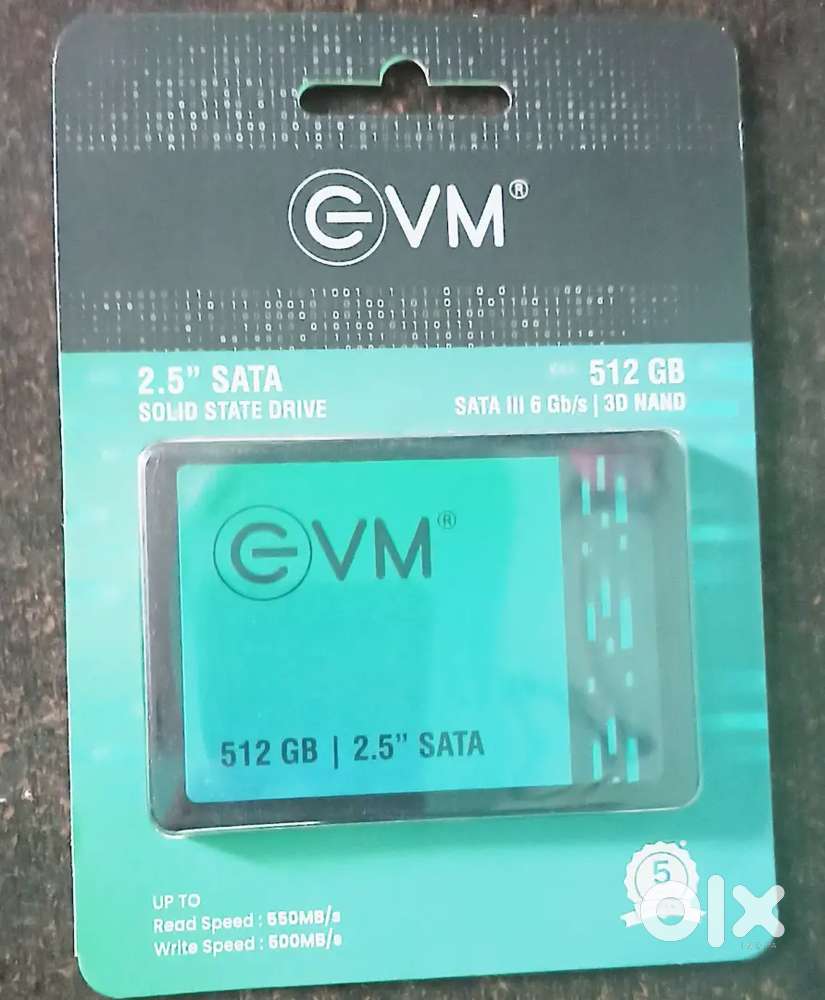 EVM®
2.5" SATA
SOLID STATE DRIVE
512 GB
SATA III 6 Gb/s | 3D NAND
EVM®
512 GB | 2.5" SATA
UP TO
Read Speed : 550MB/s
Write Speed : 500MB/s
5
olx